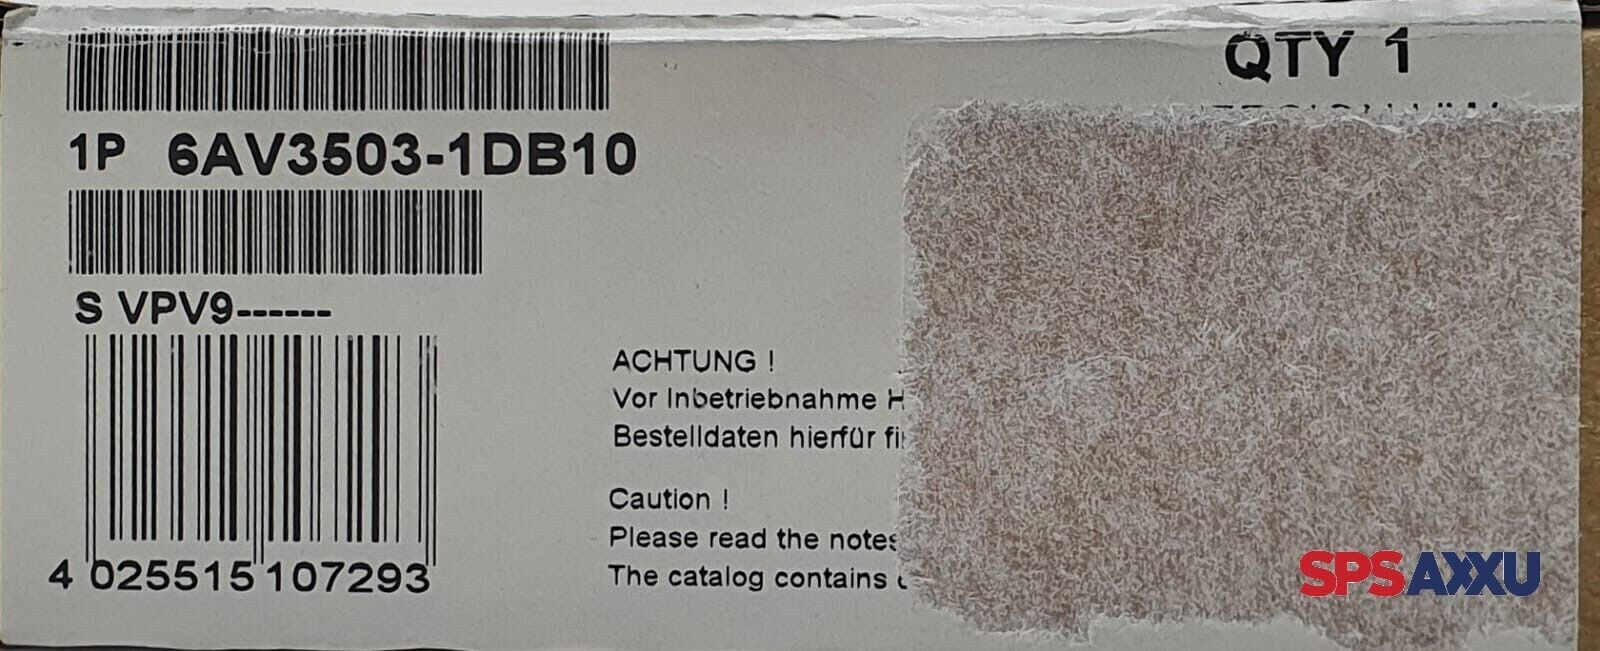 QTY 1
1P 6AV3503-1DB10
S VPV9------
ACHTUNG !
Vor Inbetriebnahme
Bestelldaten hierfür
Caution !
Please read the notes
The catalog contains
4 025515 107293
SPSAXXU